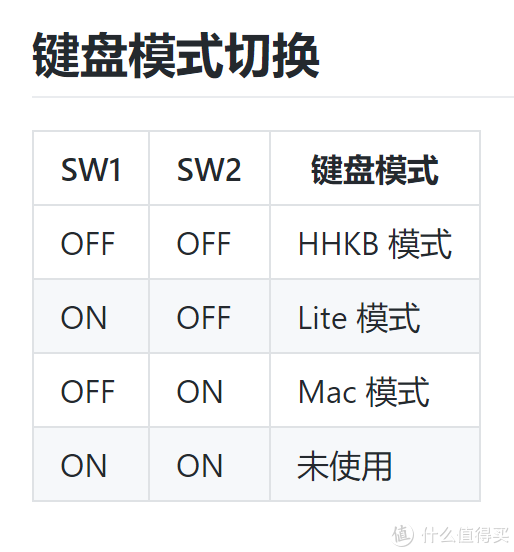 键盘模式切换
SW1 SW2 键盘模式
OFF OFF HHKB 模式
ON OFF Lite 模式
OFF ON Mac 模式
ON ON 未使用
值 什么值得买